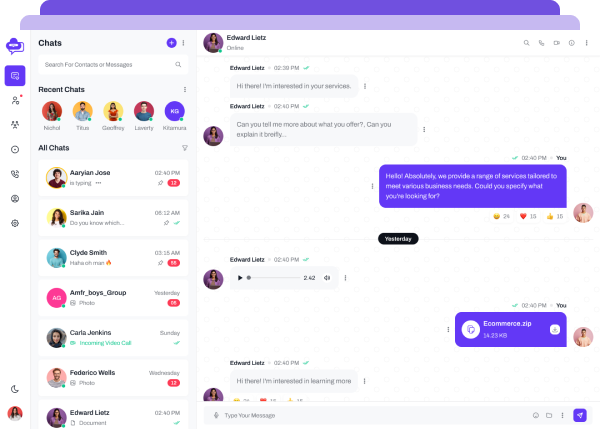 Chats
Search For Contacts or Messages
Recent Chats
KG
Nichol
Titus
Geoffrey
Laverty
Kitamura
All Chats
Aaryian Jose
02:40 PM
is typing
12
Sarika Jain
06:12 AM
Do you know which...
Clyde Smith
03:15 AM
Haha oh man 🔥
Amfr_boys_Group
Yesterday
AG
Photo
Carla Jenkins
Sunday
Incoming Video Call
Federico Wells
Wednesday
Photo
12
Edward Lietz
02:40 PM
Document
Edward Lietz
Online
Edward Lietz
02:39 PM
Hi there! I'm interested in your services.
Edward Lietz
02:40 PM
Can you tell me more about what you offer?, Can you
explain it breifly...
02:40 PM
You
Hello! Absolutely, we provide a range of services tailored to
meet various business needs. Could you specify what
you're looking for?
😄 24 ❤️ 15 👍 15
Yesterday
Edward Lietz
02:40 PM
2:42
02:40 PM
You
Ecommerce.zip
14.23 KB
Edward Lietz
02:40 PM
Hi there! I'm interested in learning more
Type Your Message